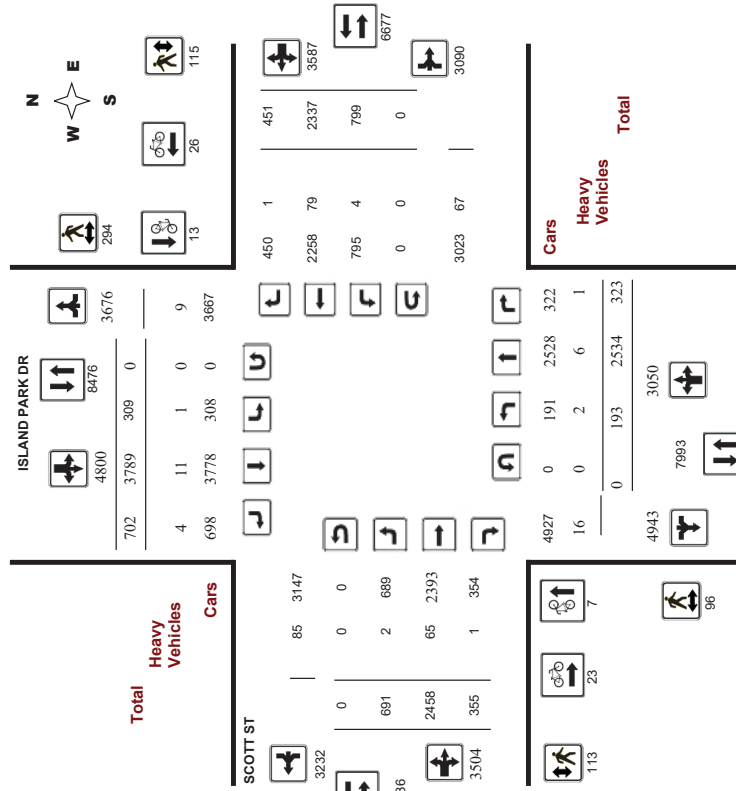 N
W E
S
115
26
294
13
ISLAND PARK DR
8476
4800
3676
702 3789 309 0
4 11 1 0 9
698 3778 308 0 3667
Total
Heavy
Vehicles
Cars
6677
3587
3090
450 1 451
2258 79 2337
795 4 799
0 0 0
3023 67
SCOTT ST
85 3147
0 0 0
691 2 689
2458 65 2393
355 1 354
3232
36
3504
Cars
Heavy
Vehicles
Total
4927 0 191 2528 322
16 0 2 6 1
0 193 2534 323
4943
3050
7993
7
23
96
113